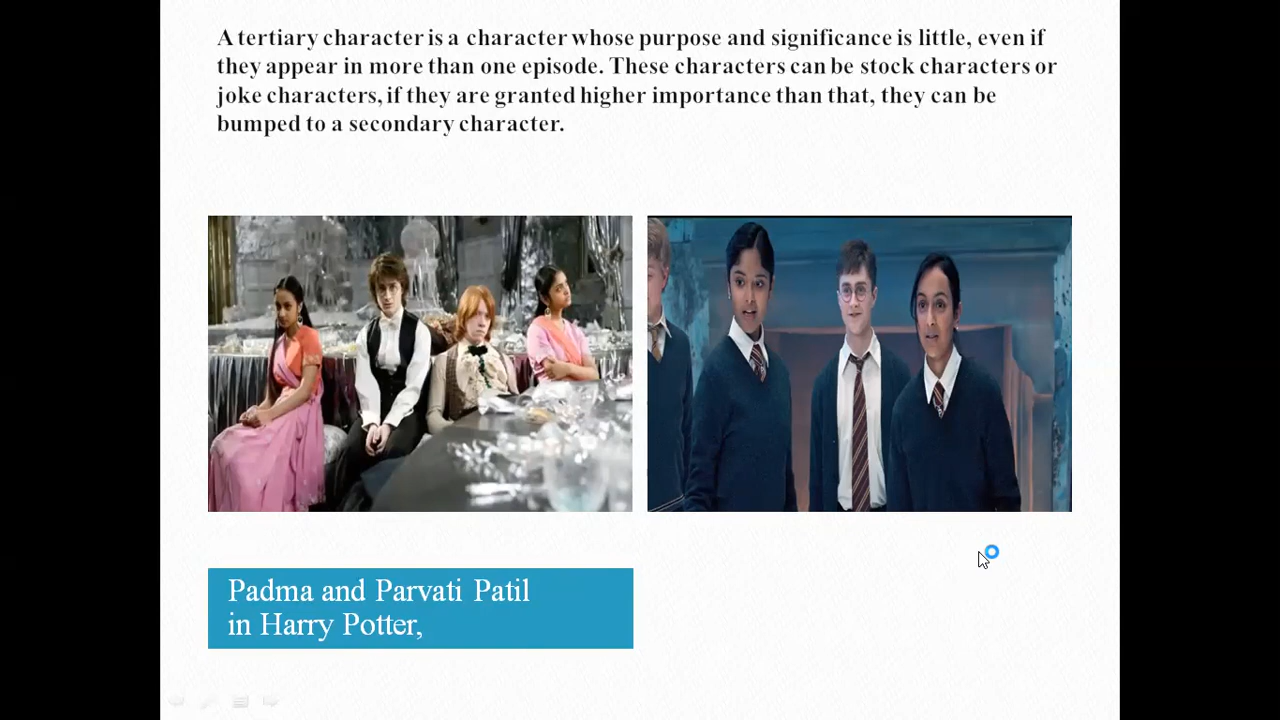 A tertiary character is a character whose purpose and significance is little, even if
they appear in more than one episode. These characters can be stock characters or
joke characters, if they are granted higher importance than that, they can be
bumped to a secondary character.
Padma and Parvati Patil
in Harry Potter,